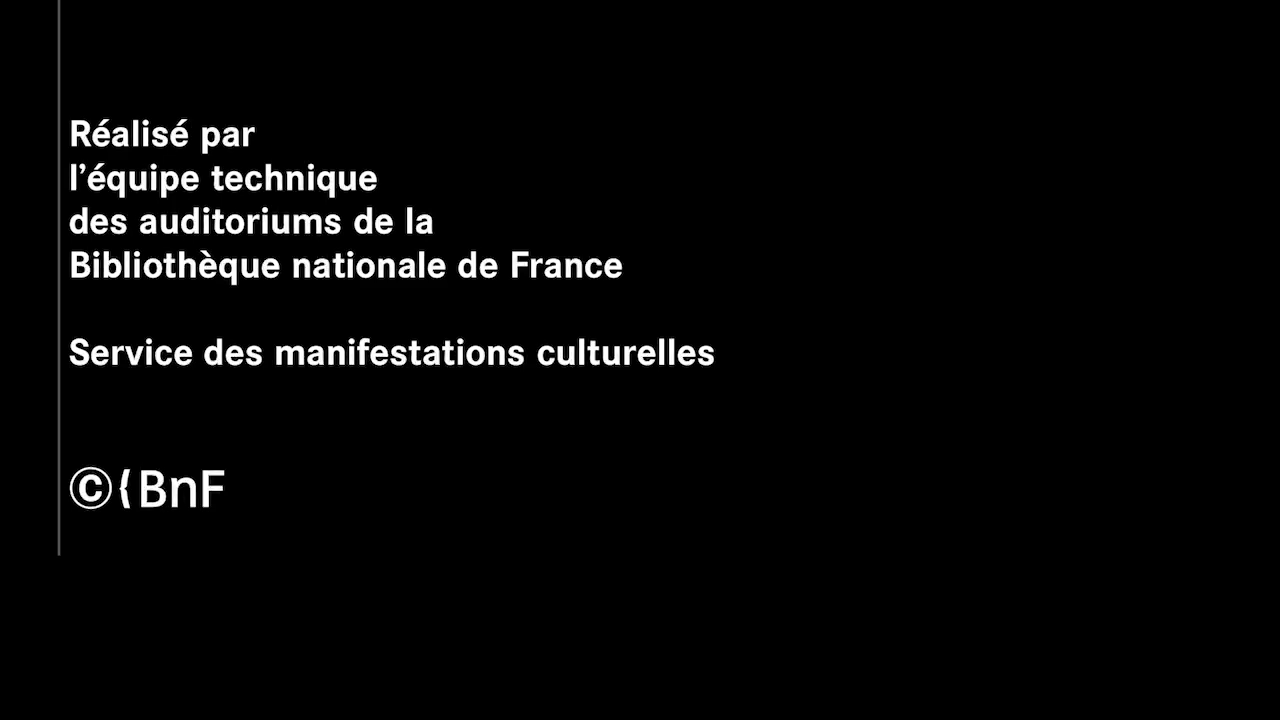 Réalisé par
l’équipe technique
des auditoriums de la
Bibliothèque nationale de France
Service des manifestations culturelles
©{BnF